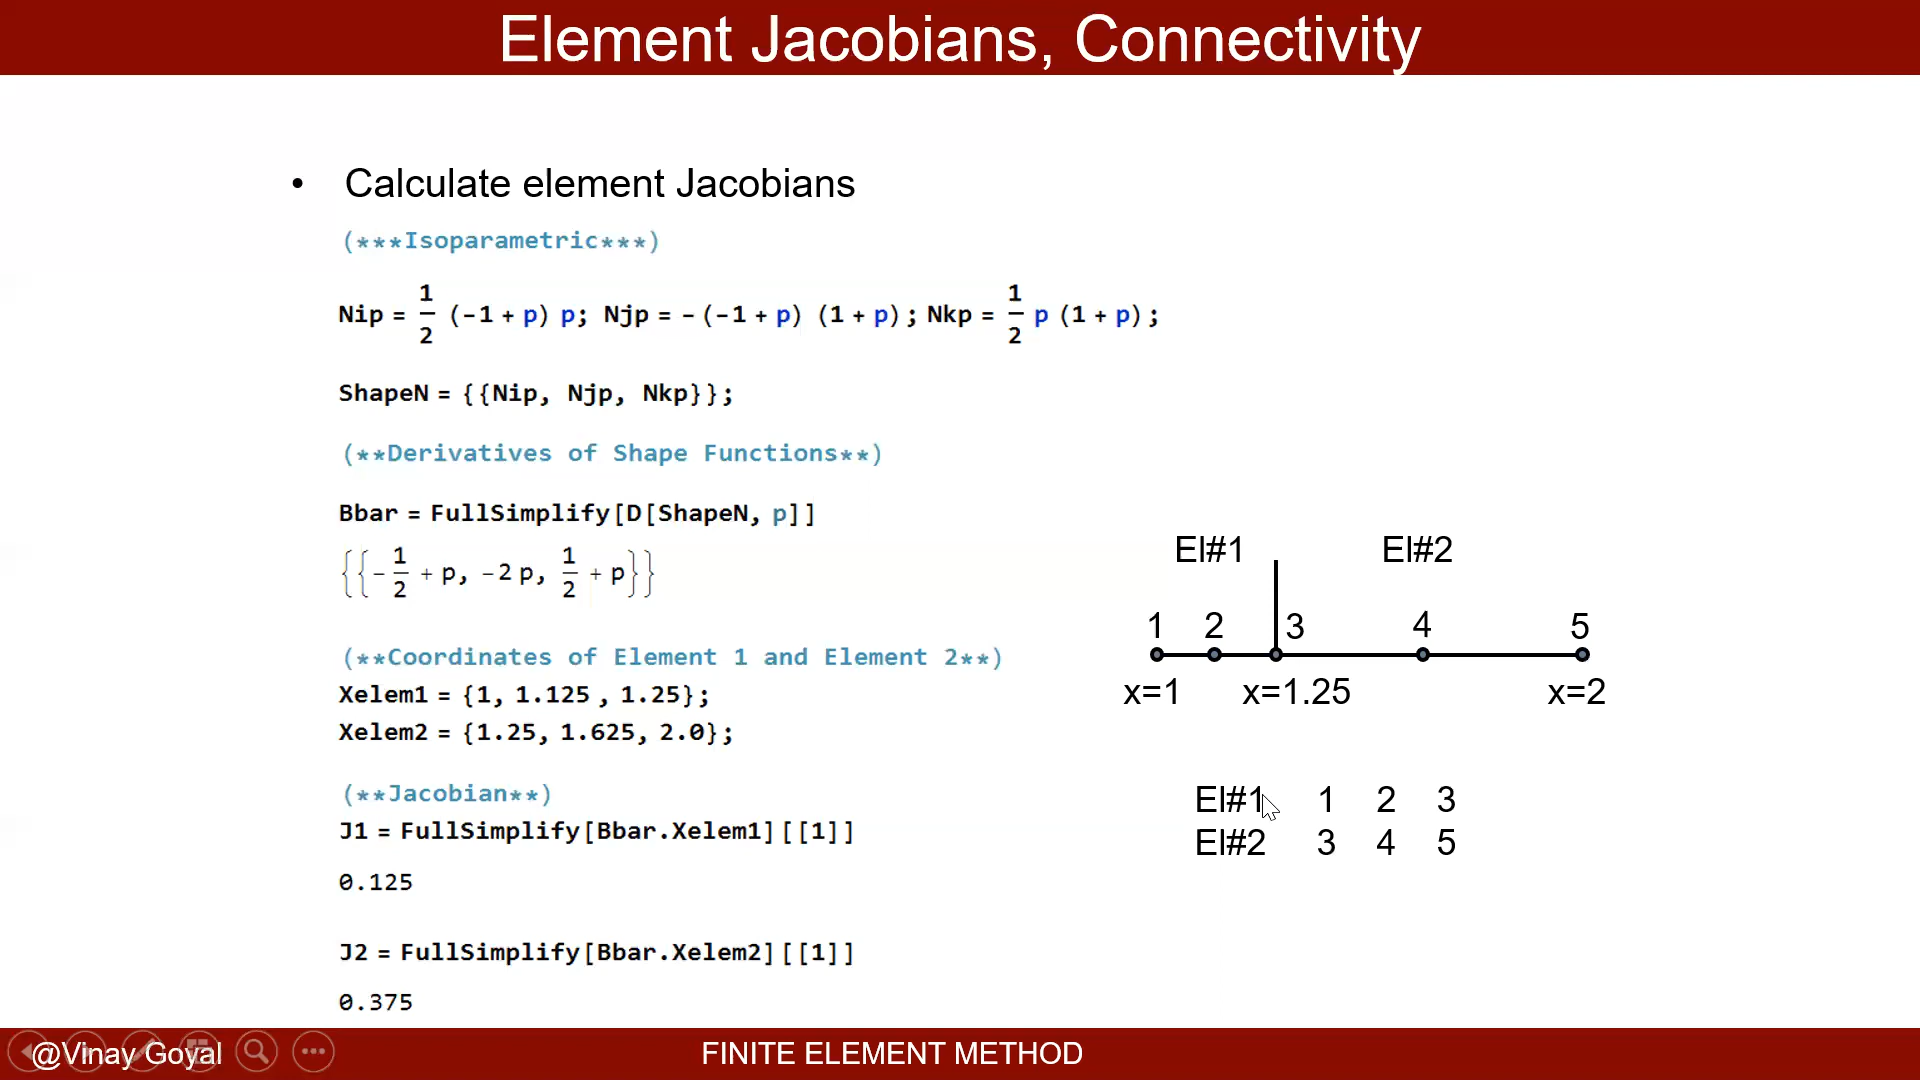 Element Jacobians, Connectivity
• Calculate element Jacobians
(***Isoparametric***)
Nip = 1/2 (-1 + p) p; Njp = - (-1 + p) (1 + p); Nkp = 1/2 p (1 + p);
ShapeN = {{Nip, Njp, Nkp}};
(**Derivatives of Shape Functions**)
Bbar = FullSimplify[D[ShapeN, p]]
{{-1/2 + p, -2 p, 1/2 + p}}
(**Coordinates of Element 1 and Element 2**)
Xelem1 = {1, 1.125 , 1.25};
Xelem2 = {1.25, 1.625, 2.0};
(**Jacobian**)
J1 = FullSimplify[Bbar.Xelem1][[1]]
0.125
J2 = FullSimplify[Bbar.Xelem2][[1]]
0.375
El#1 El#2
1 2 3 4 5
x=1 x=1.25 x=2
El#1 1 2 3
El#2 3 4 5
@Vinay Goyal
FINITE ELEMENT METHOD